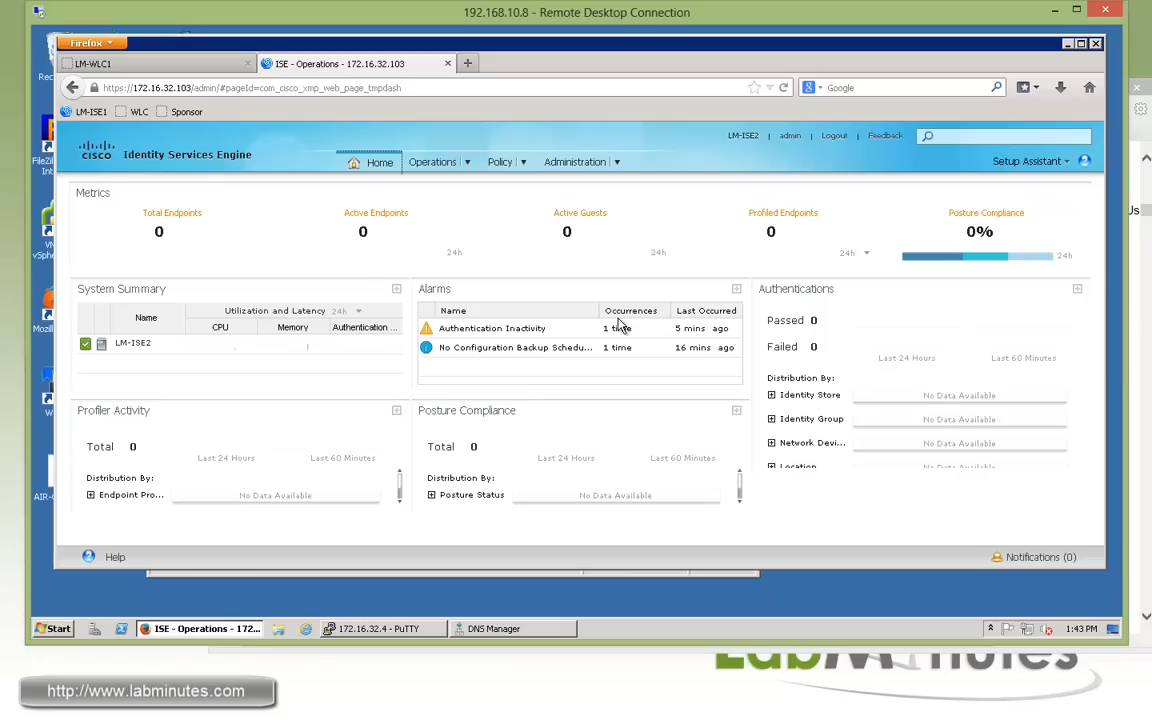 192.168.10.8 - Remote Desktop Connection
Firefox
LM-WLC1
ISE - Operations - 172.16.32.103
https://172.16.32.103/admin/#pageId=com_cisco_xmp_web_page_tmpdash
Google
LM-ISE1 WLC Sponsor
CISCO Identity Services Engine
LM-ISE2 | admin | Logout | Feedback
Home Operations | Policy | Administration |
Setup Assistant
Metrics
Total Endpoints Active Endpoints Active Guests Profiled Endpoints Posture Compliance
0 0 0 0 0%
24h 24h 24h 24h
System Summary
Name Utilization and Latency 24h
CPU Memory Authentication ...
LM-ISE2
Alarms
Name Occurrences Last Occurred
Authentication Inactivity 1 time 5 mins ago
No Configuration Backup Schedu... 1 time 16 mins ago
Authentications
Passed 0
Failed 0
Last 24 Hours Last 60 Minutes
Distribution By:
Identity Store No Data Available
Identity Group No Data Available
Network Devi... No Data Available
Location No Data Available
Profiler Activity
Total 0
Last 24 Hours Last 60 Minutes
Distribution By:
Endpoint Pro... No Data Available
Posture Compliance
Total 0
Last 24 Hours Last 60 Minutes
Distribution By:
Posture Status No Data Available
Help
Notifications (0)
Start
ISE - Operations - 172...
172.16.32.4 - PuTTY
DNS Manager
1:43 PM
http://www.labminutes.com